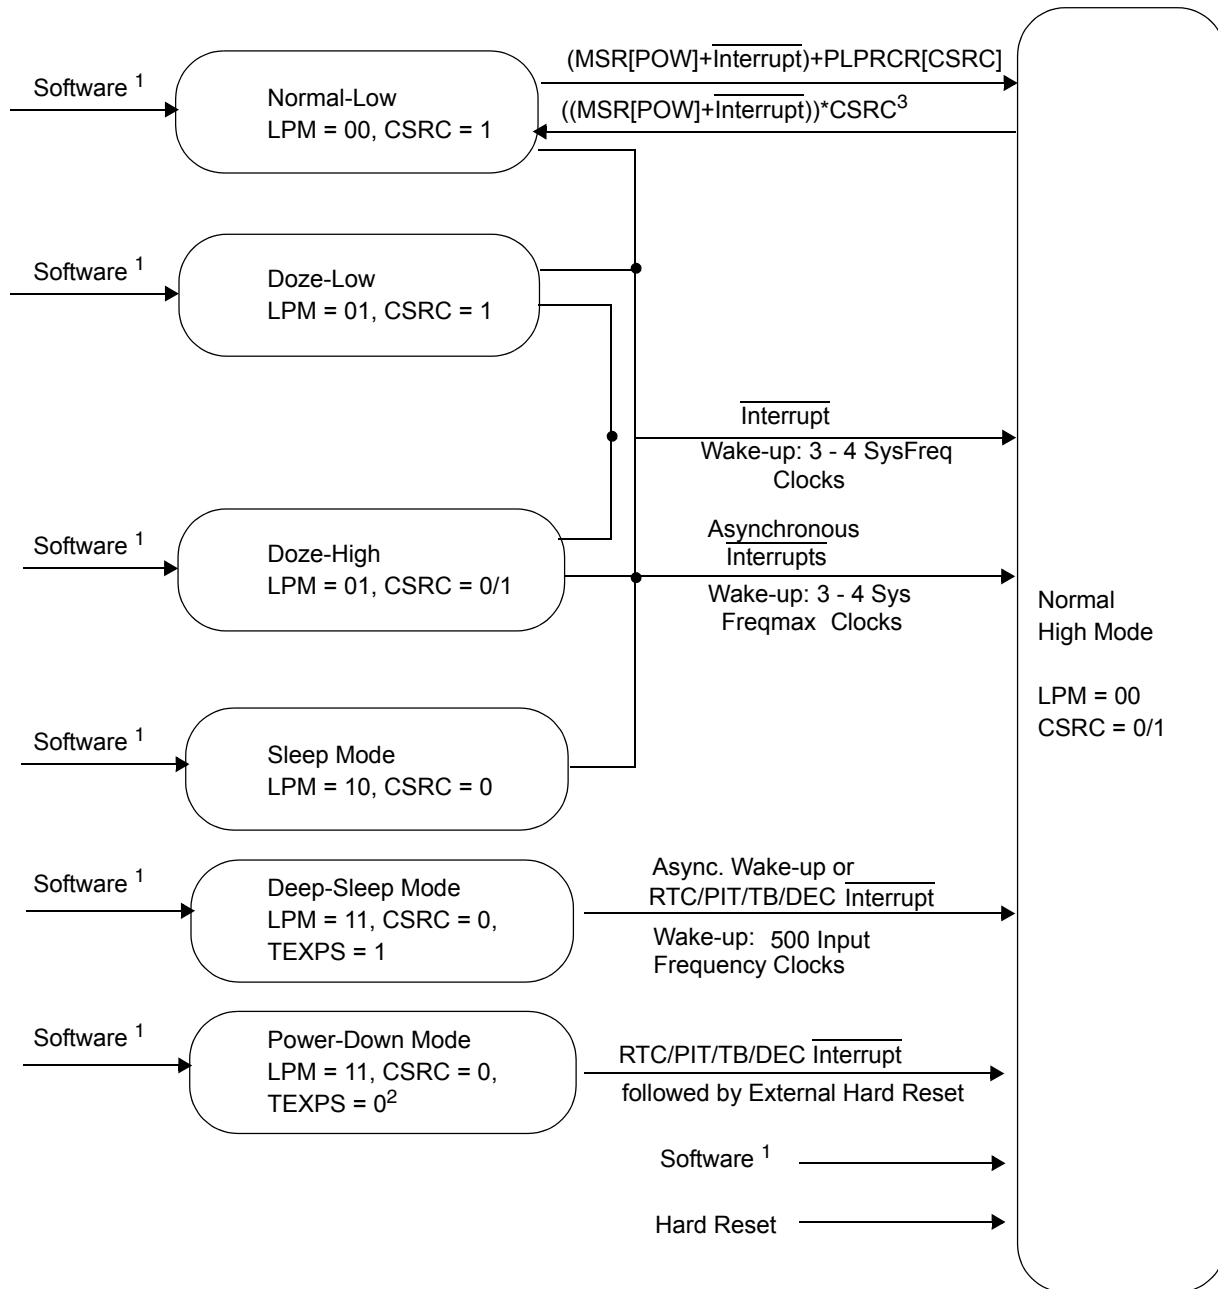 Software 1
Normal-Low
LPM = 00, CSRC = 1
(MSR[POW]+Interrupt)+PLPRCR[CSRC]
((MSR[POW]+Interrupt))*CSRC3
Software 1
Doze-Low
LPM = 01, CSRC = 1
Interrupt
Wake-up: 3 - 4 SysFreq
Clocks
Software 1
Doze-High
LPM = 01, CSRC = 0/1
Asynchronous
Interrupts
Wake-up: 3 - 4 Sys
Freqmax Clocks
Normal
High Mode
LPM = 00
CSRC = 0/1
Software 1
Sleep Mode
LPM = 10, CSRC = 0
Software 1
Deep-Sleep Mode
LPM = 11, CSRC = 0,
TEXPS = 1
Async. Wake-up or
RTC/PIT/TB/DEC Interrupt
Wake-up: 500 Input
Frequency Clocks
Software 1
Power-Down Mode
LPM = 11, CSRC = 0,
TEXPS = 02
RTC/PIT/TB/DEC Interrupt
followed by External Hard Reset
Software 1
Hard Reset